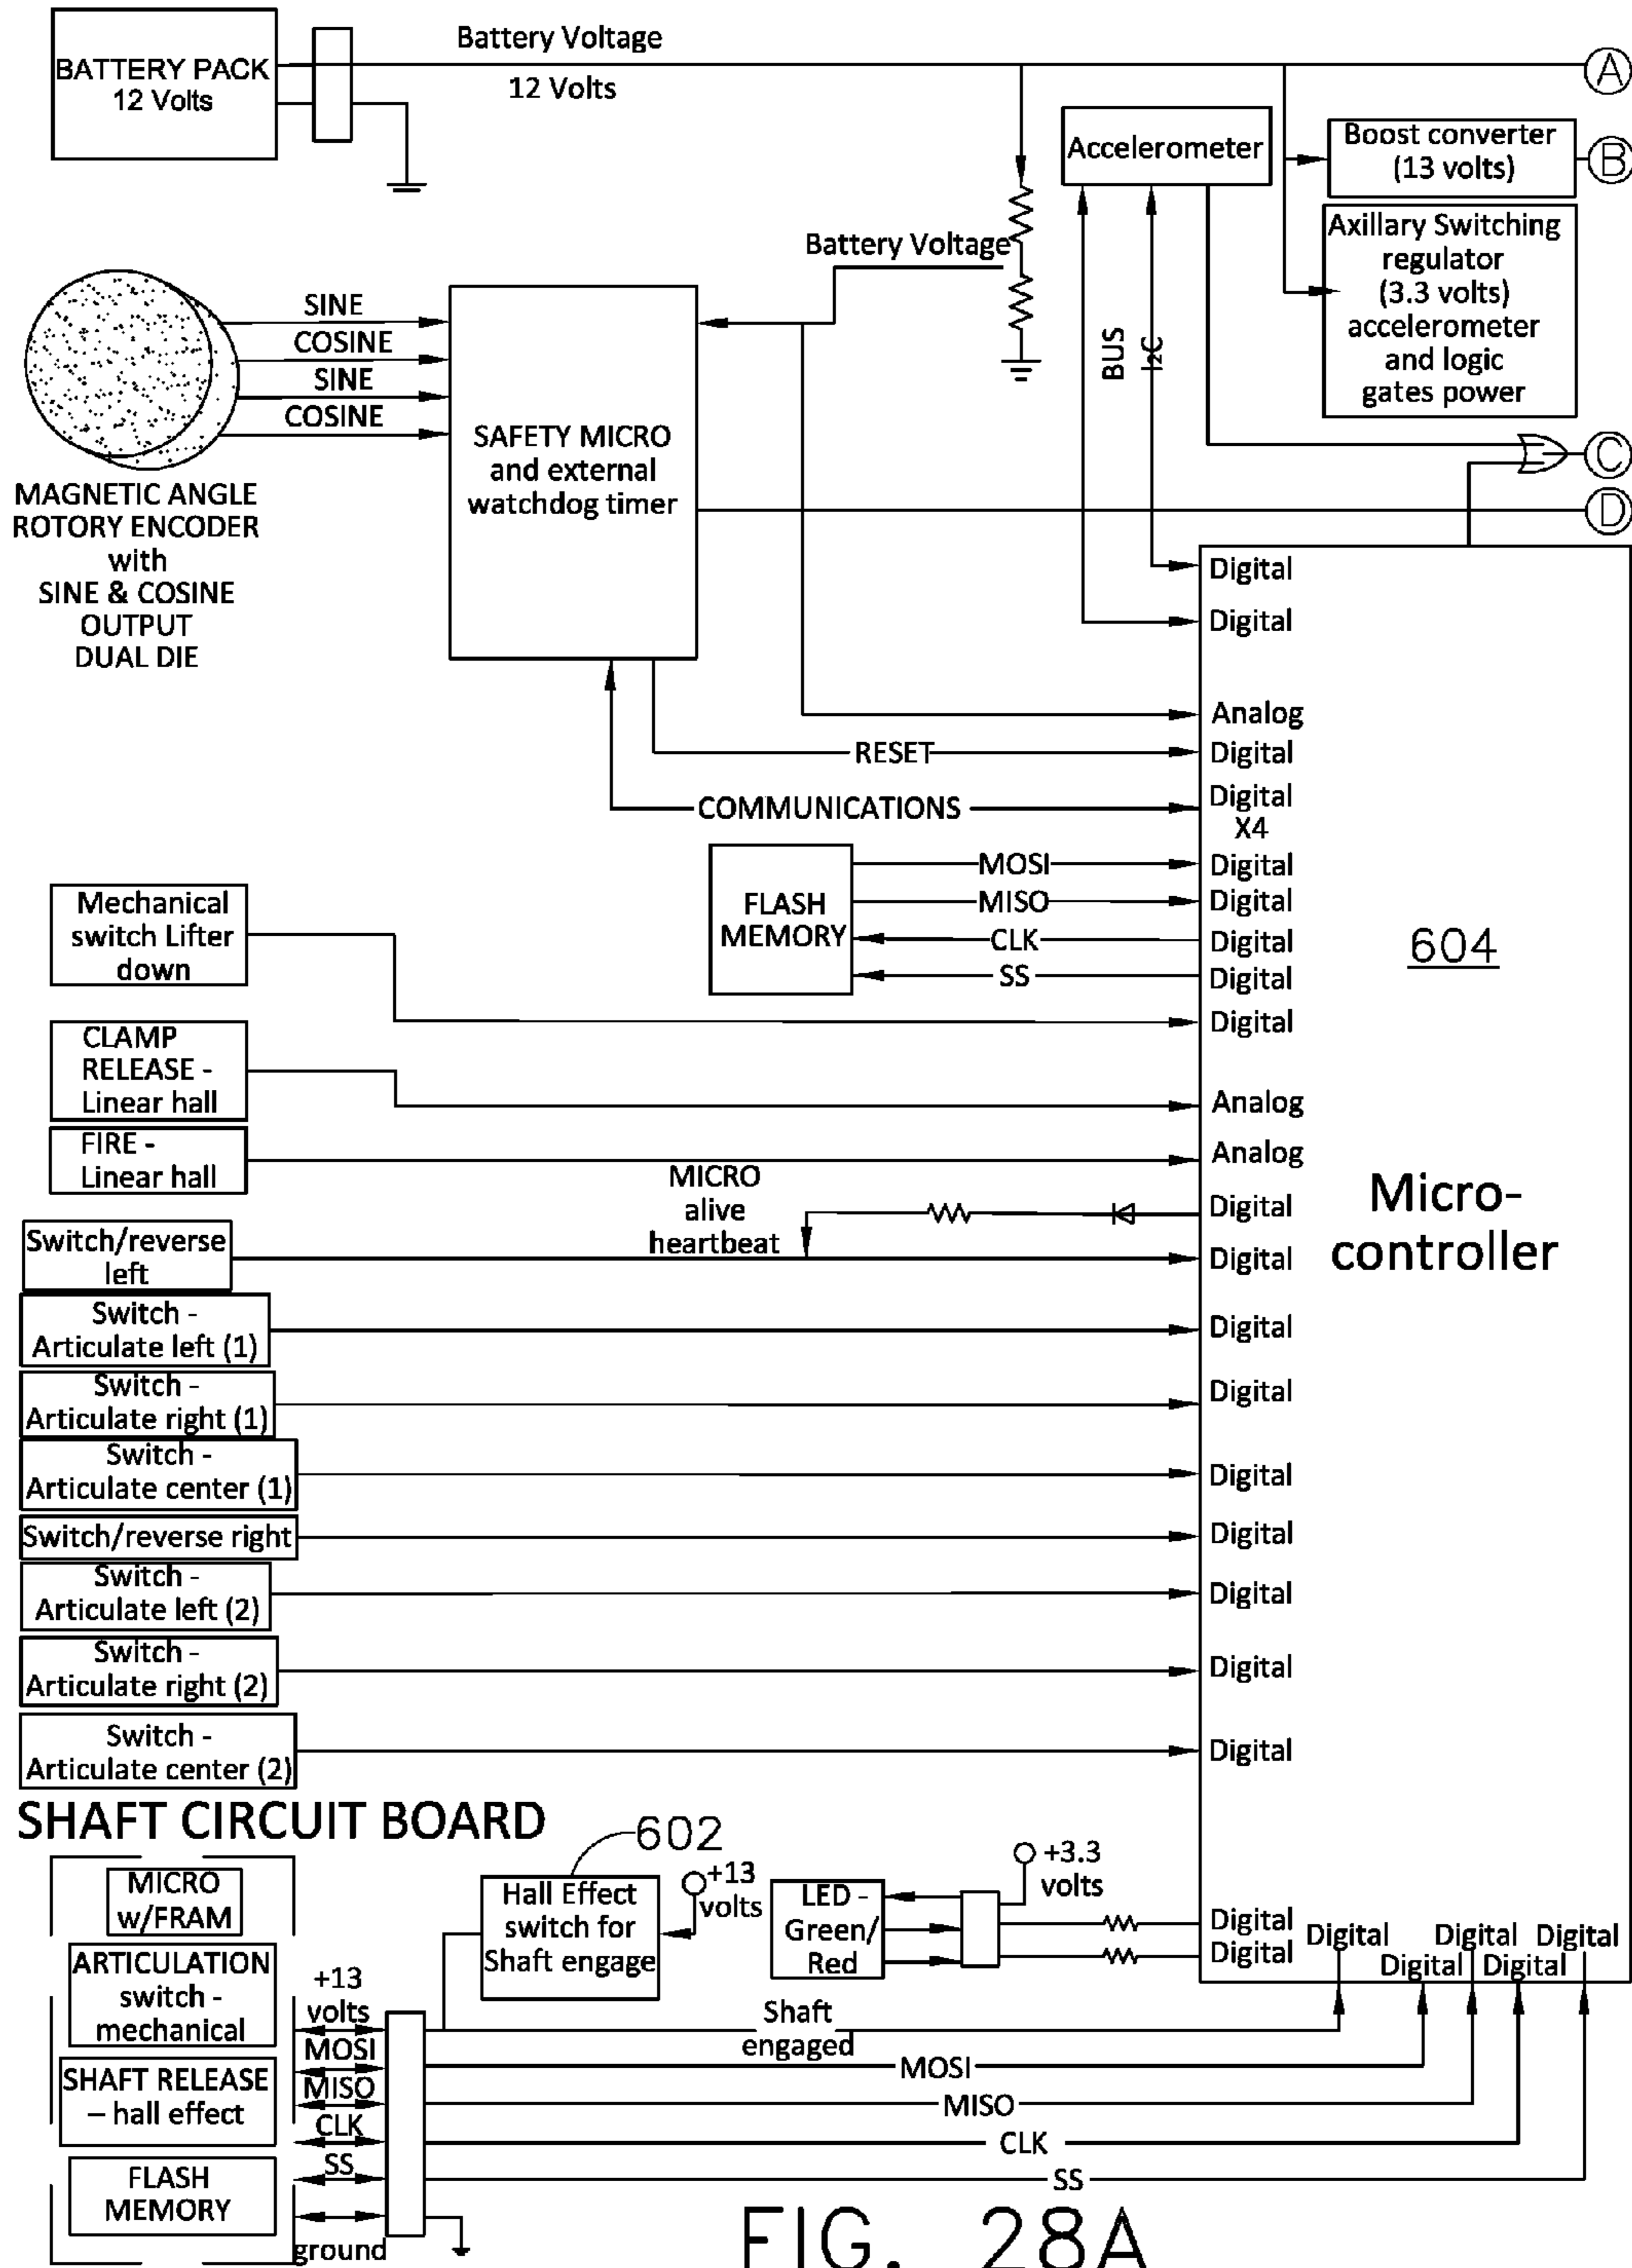 BATTERY PACK
12 Volts
Battery Voltage
12 Volts
A
Accelerometer
Boost converter
(13 volts)
B
Axillary Switching
regulator
(3.3 volts)
accelerometer
and logic
gates power
Battery Voltage
BUS
I2C
SINE
COSINE
SINE
COSINE
SAFETY MICRO
and external
watchdog timer
C
D
MAGNETIC ANGLE
ROTORY ENCODER
with
SINE & COSINE
OUTPUT
DUAL DIE
Digital
Digital
Analog
RESET
Digital
COMMUNICATIONS
Digital
X4
FLASH
MEMORY
MOSI
Digital
MISO
Digital
CLK
Digital
SS
Digital
604
Micro-
controller
Mechanical
switch Lifter
down
Digital
CLAMP
RELEASE -
Linear hall
Analog
FIRE -
Linear hall
Analog
MICRO
alive
heartbeat
Digital
Switch/reverse
left
Digital
Switch -
Articulate left (1)
Digital
Switch -
Articulate right (1)
Digital
Switch -
Articulate center (1)
Digital
Switch/reverse right
Digital
Switch -
Articulate left (2)
Digital
Switch -
Articulate right (2)
Digital
Switch -
Articulate center (2)
Digital
SHAFT CIRCUIT BOARD
MICRO
w/FRAM
ARTICULATION
switch -
mechanical
SHAFT RELEASE
– hall effect
FLASH
MEMORY
+13
volts
MOSI
MISO
CLK
SS
ground
602
Hall Effect
switch for
Shaft engage
+13
volts
LED -
Green/
Red
+3.3
volts
Digital
Digital
Digital
Digital
Digital
Digital
Digital
Shaft
engaged
MOSI
MISO
CLK
SS
FIG. 28A